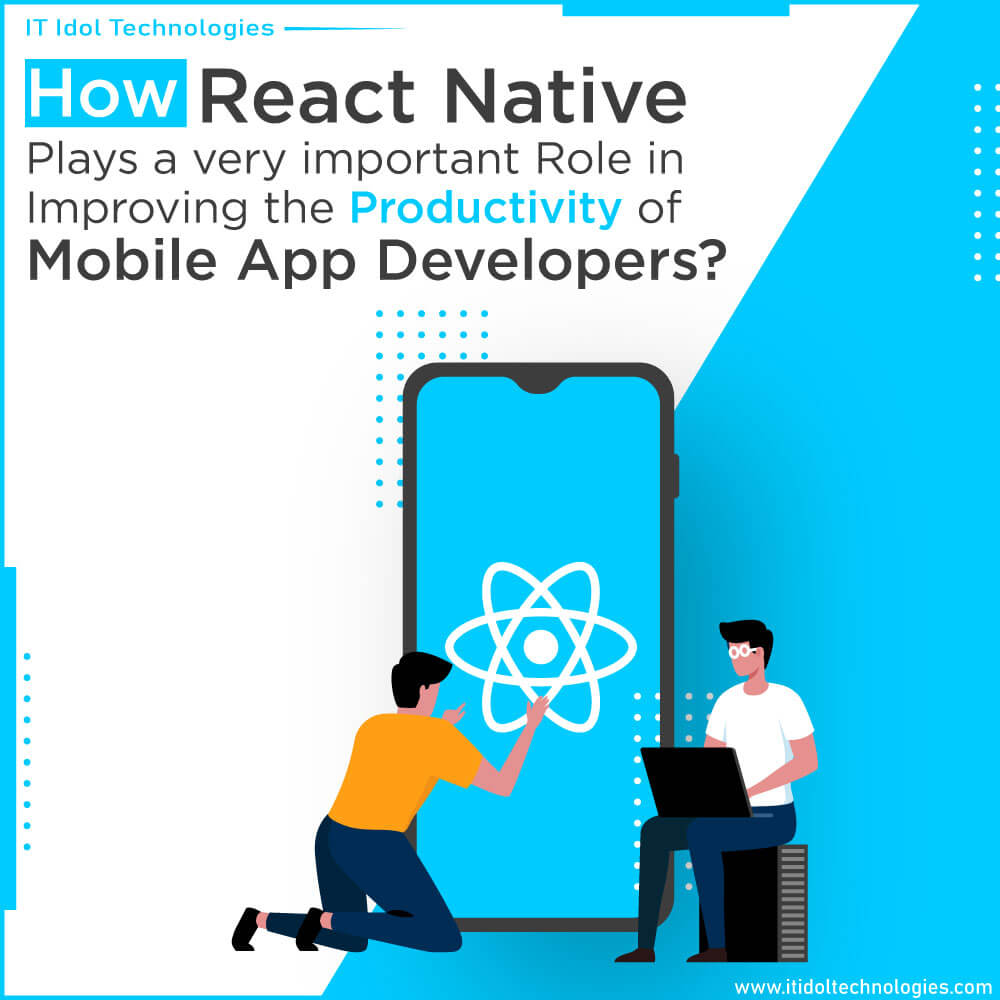 IT Idol Technologies
How React Native
Plays a very important Role in
Improving the Productivity of
Mobile App Developers?
www.itidoltechnologies.com